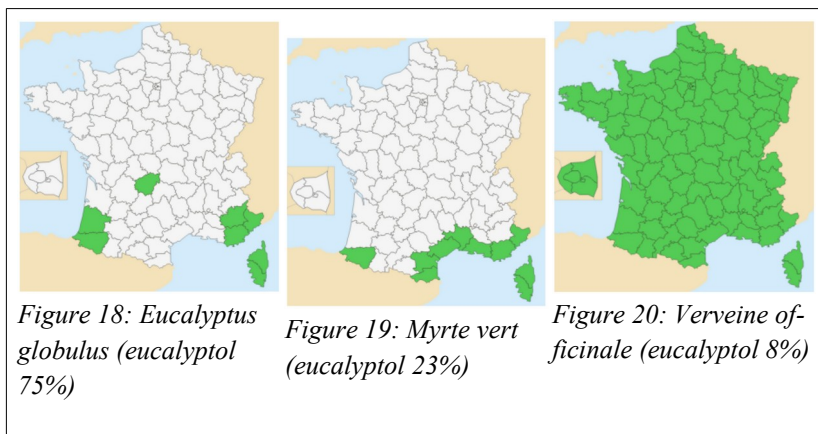 Figure 18: Eucalyptus
globulus (eucalyptol
75%)
Figure 19: Myrte vert
(eucalyptol 23%)
Figure 20: Verveine of-
ficinale (eucalyptol 8%)